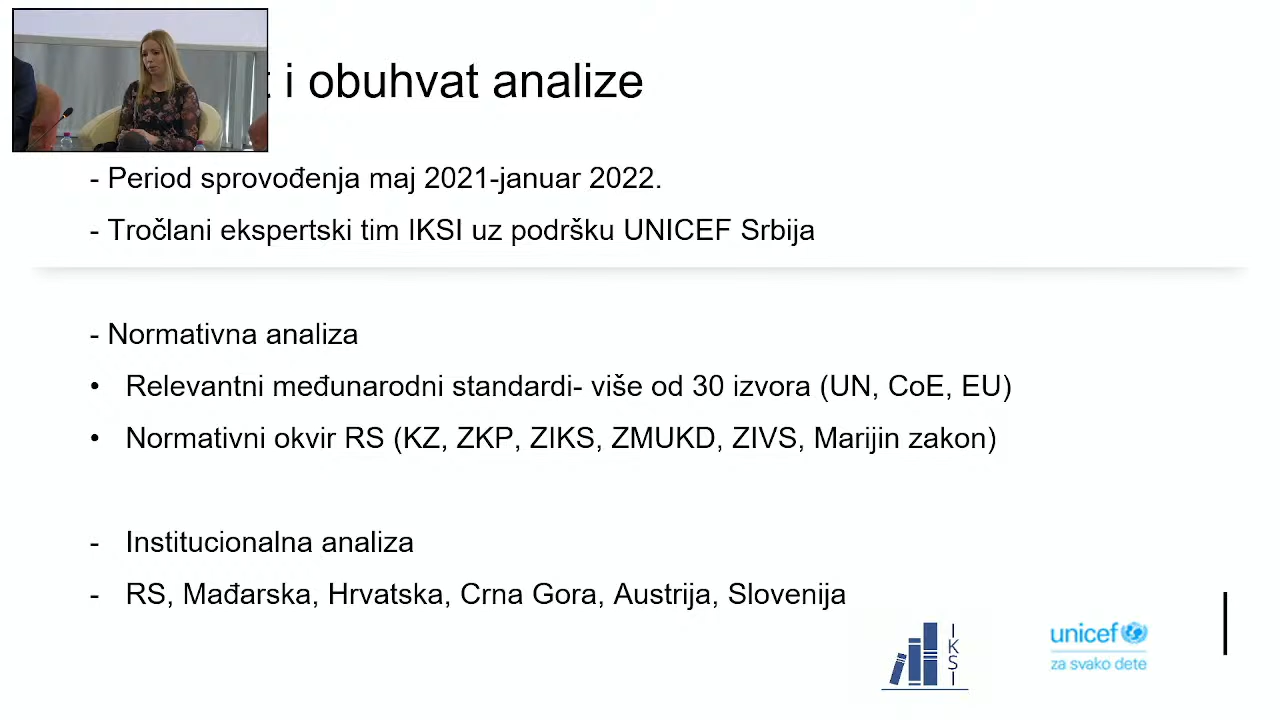 i obuhvat analize
- Period sprovođenja maj 2021-januar 2022.
- Tročlani ekspertski tim IKSI uz podršku UNICEF Srbija
- Normativna analiza
• Relevantni međunarodni standardi- više od 30 izvora (UN, CoE, EU)
• Normativni okvir RS (KZ, ZKP, ZIKS, ZMUKD, ZIVS, Marijin zakon)
- Institucionalna analiza
- RS, Mađarska, Hrvatska, Crna Gora, Austrija, Slovenija
IKSI
unicef
za svako dete